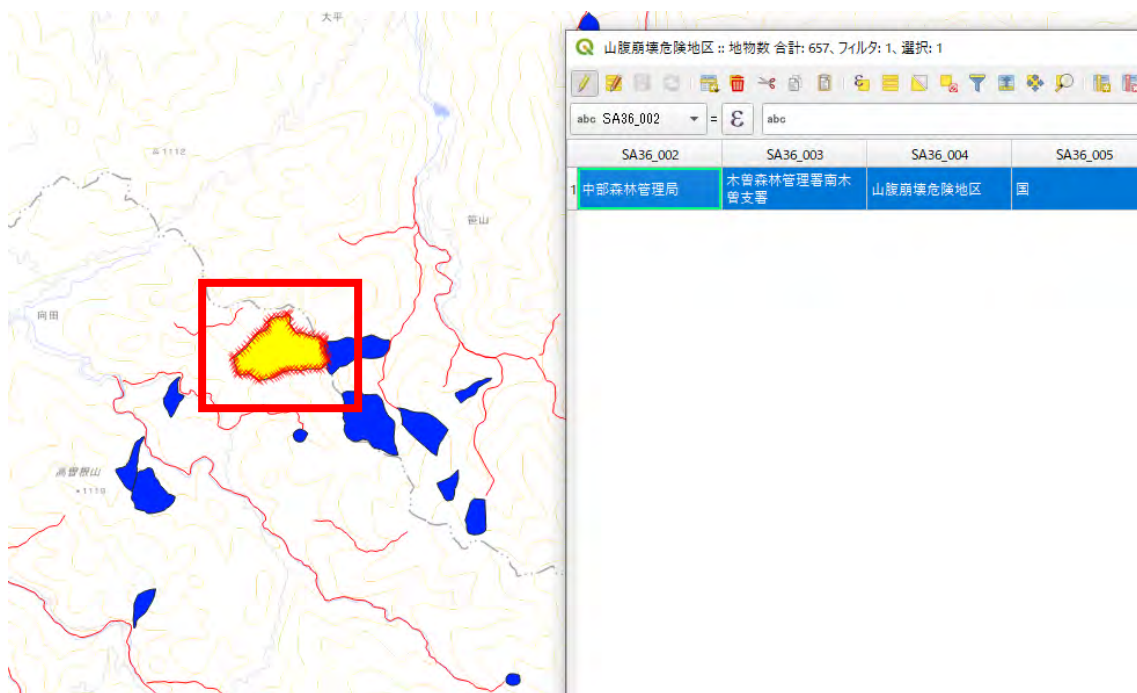 大平
1112
笹山
向田
高曽根山
1110
山腹崩壊危険地区 :: 地物数 合計: 657、フィルタ: 1、選択: 1
abc SA36_002 = ε abc
SA36_002 SA36_003 SA36_004 SA36_005
1 中部森林管理局 木曽森林管理署南木曽支署 山腹崩壊危険地区 国